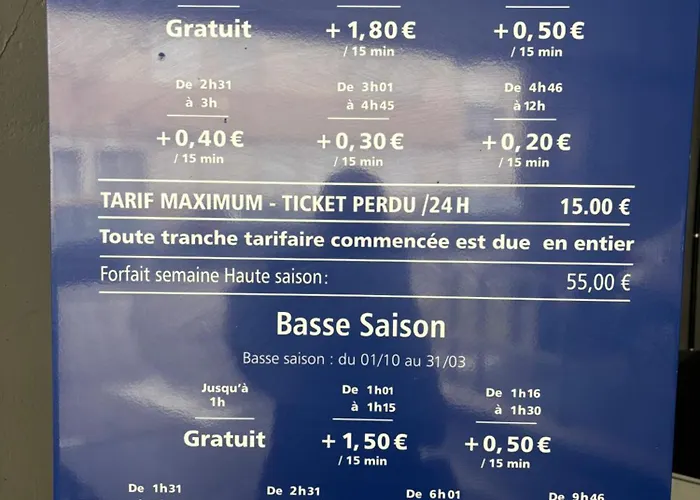 Gratuit + 1,80 € + 0,50 €
/ 15 min / 15 min
De 2h31 De 3h01 De 4h46
à 3h à 4h45 à 12h
+ 0,40 € + 0,30 € + 0,20 €
/ 15 min / 15 min / 15 min
TARIF MAXIMUM - TICKET PERDU /24 H 15.00 €
Toute tranche tarifaire commencée est due en entier
Forfait semaine Haute saison: 55,00 €
Basse Saison
Basse saison : du 01/10 au 31/03
Jusqu'à De 1h01 De 1h16
1h à 1h15 à 1h30
Gratuit + 1,50 € + 0,50 €
/ 15 min / 15 min
De 1h31 De 2h31 De 6h01 De 9h46